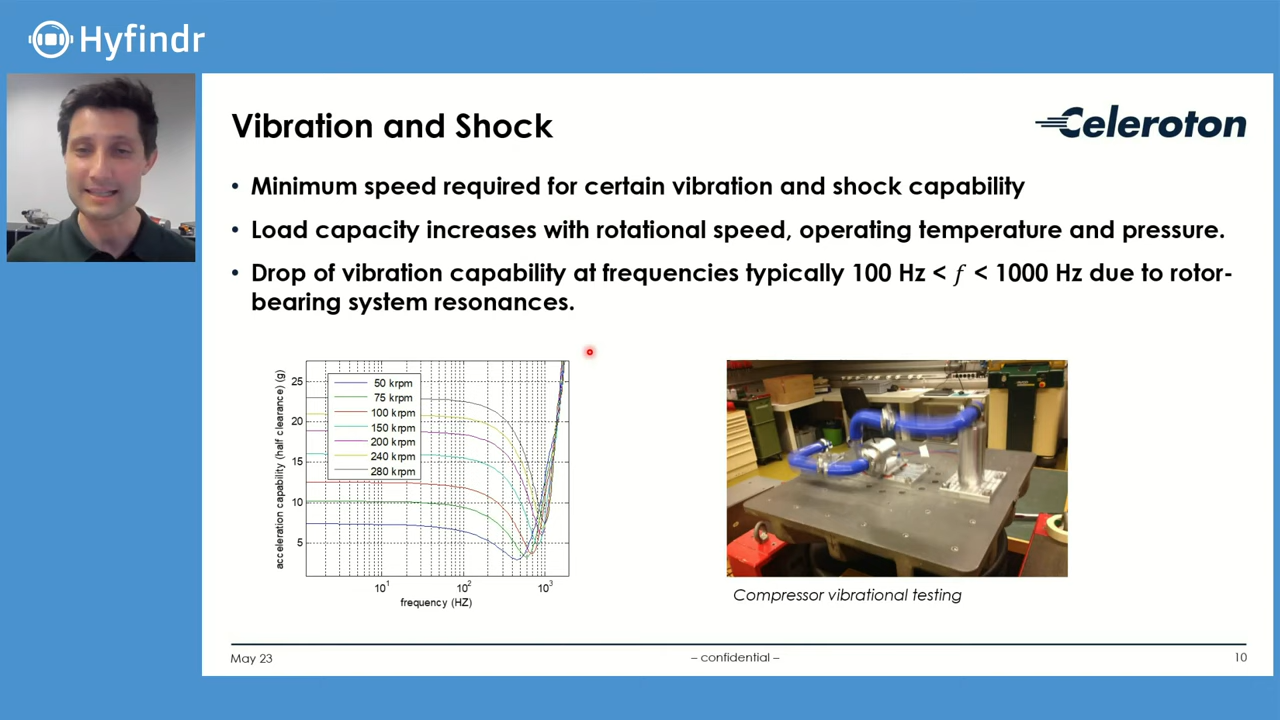 Hyfindr
Vibration and Shock
Celeroton
• Minimum speed required for certain vibration and shock capability
• Load capacity increases with rotational speed, operating temperature and pressure.
• Drop of vibration capability at frequencies typically 100 Hz < f < 1000 Hz due to rotor-
bearing system resonances.
acceleration capability (half clearance) (g)
25
20
15
10
5
50 krpm
75 krpm
100 krpm
150 krpm
200 krpm
240 krpm
280 krpm
10¹
10²
10³
frequency (HZ)
Compressor vibrational testing
May 23
– confidential –
10